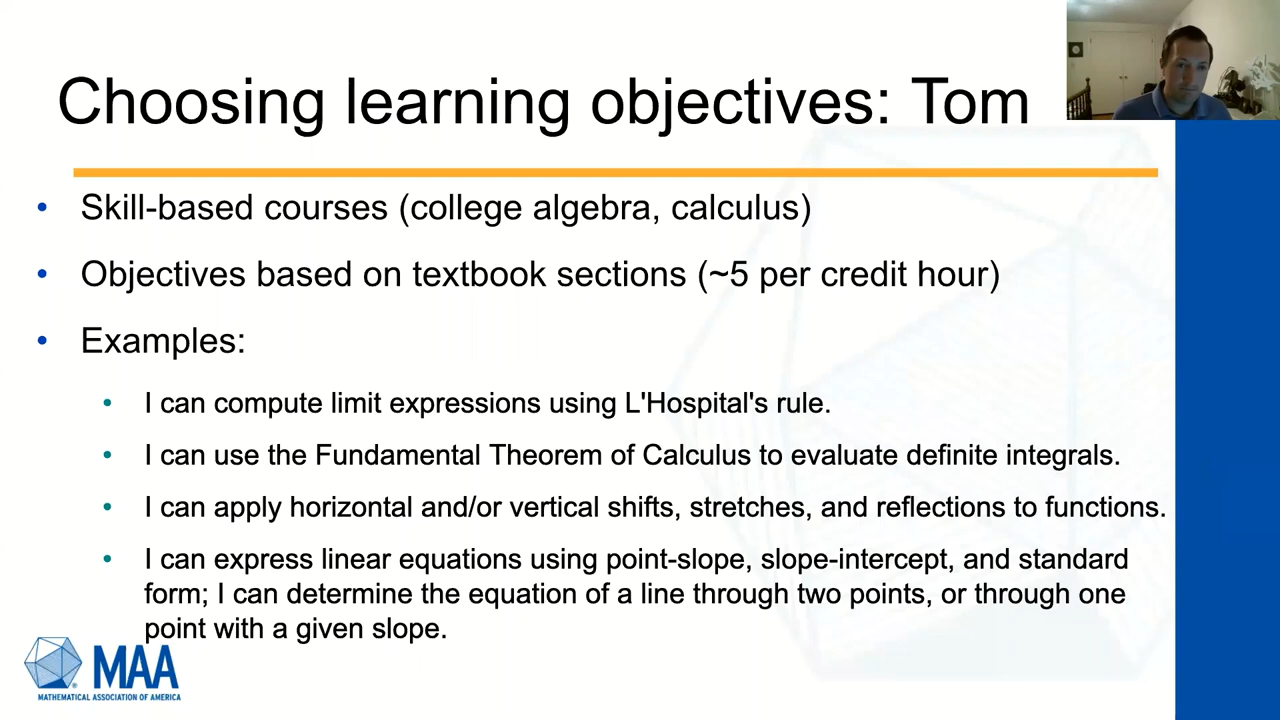 Choosing learning objectives: Tom
• Skill-based courses (college algebra, calculus)
• Objectives based on textbook sections (~5 per credit hour)
• Examples:
• I can compute limit expressions using L'Hospital's rule.
• I can use the Fundamental Theorem of Calculus to evaluate definite integrals.
• I can apply horizontal and/or vertical shifts, stretches, and reflections to functions.
• I can express linear equations using point-slope, slope-intercept, and standard
form; I can determine the equation of a line through two points, or through one
point with a given slope.
® MAA
MATHEMATICAL ASSOCIATION OF AMERICA